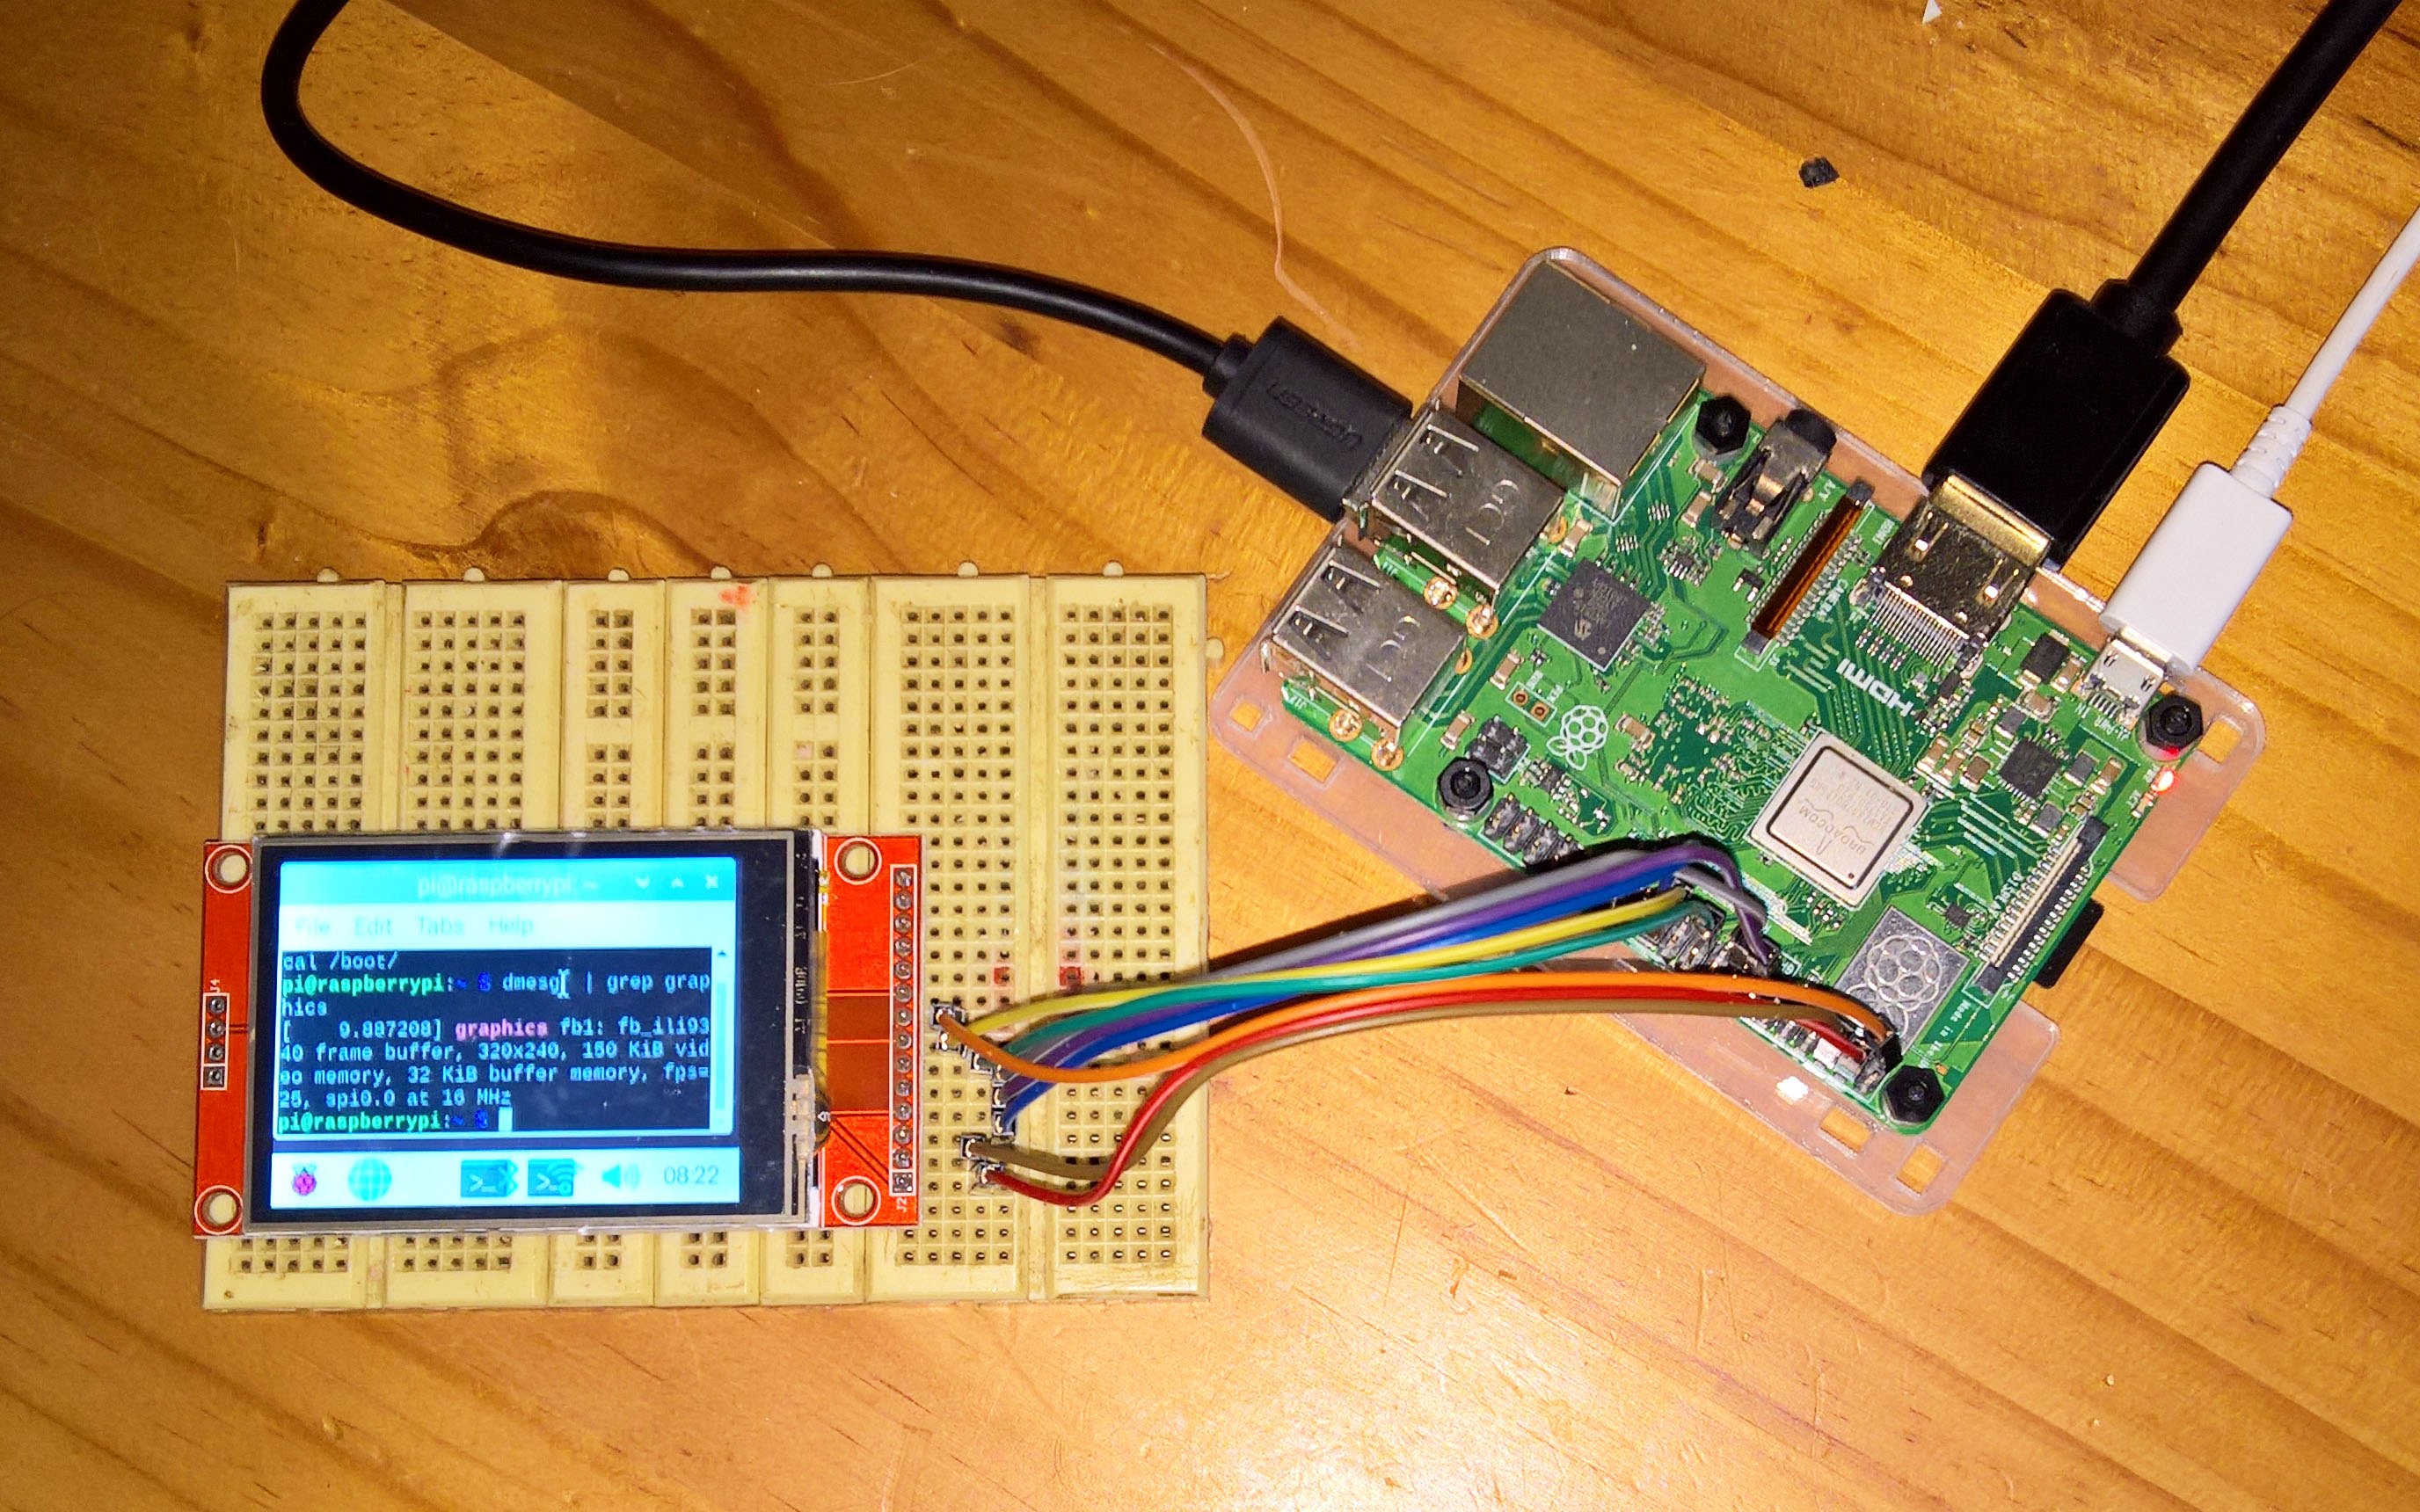 pi@raspberrypi: ~
File Edit Tabs Help
cal /boot/
pi@raspberrypi:~ $ dmesg | grep grap
hics
[    9.887208] graphics fb1: fb_ili93
40 frame buffer, 320x240, 150 KiB vid
eo memory, 32 KiB buffer memory, fps=
25, spi0.0 at 16 MHz
pi@raspberrypi:~ $
08:22
J4
J2
UGREEN
HDMI
BROADCOM